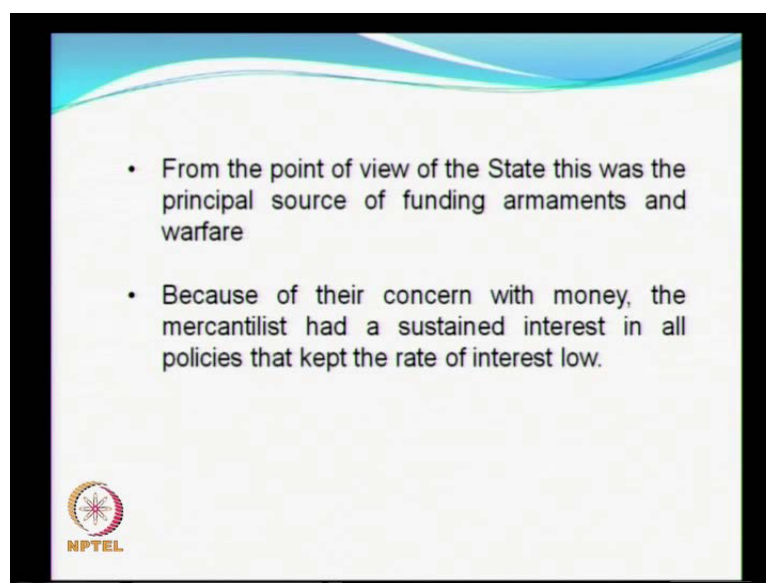 • From the point of view of the State this was the
principal source of funding armaments and
warfare
• Because of their concern with money, the
mercantilist had a sustained interest in all
policies that kept the rate of interest low.
NPTEL